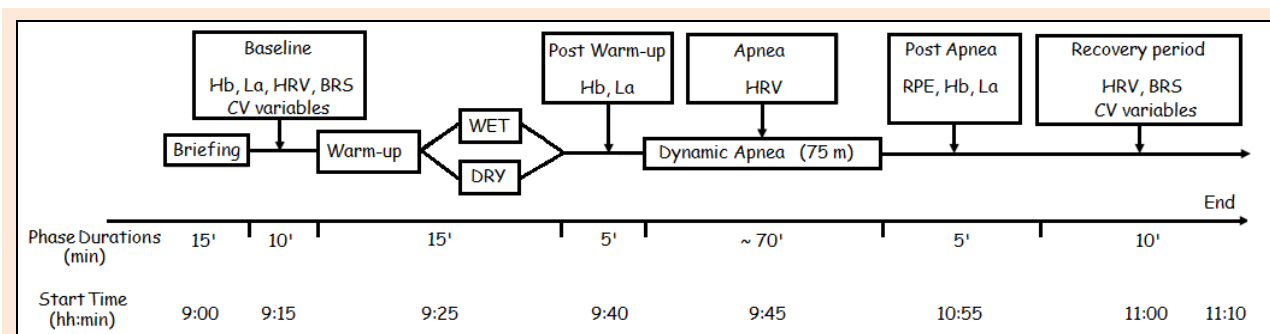 Baseline
Hb, La, HRV, BRS
CV variables
Post Warm-up
Hb, La
Apnea
HRV
Post Apnea
RPE, Hb, La
Recovery period
HRV, BRS
CV variables
Briefing
Warm-up
WET
DRY
Dynamic Apnea (75 m)
End
Phase Durations
(min)
15' 10' 15' 5' ~ 70' 5' 10'
Start Time
(hh:min)
9:00 9:15 9:25 9:40 9:45 10:55 11:00 11:10